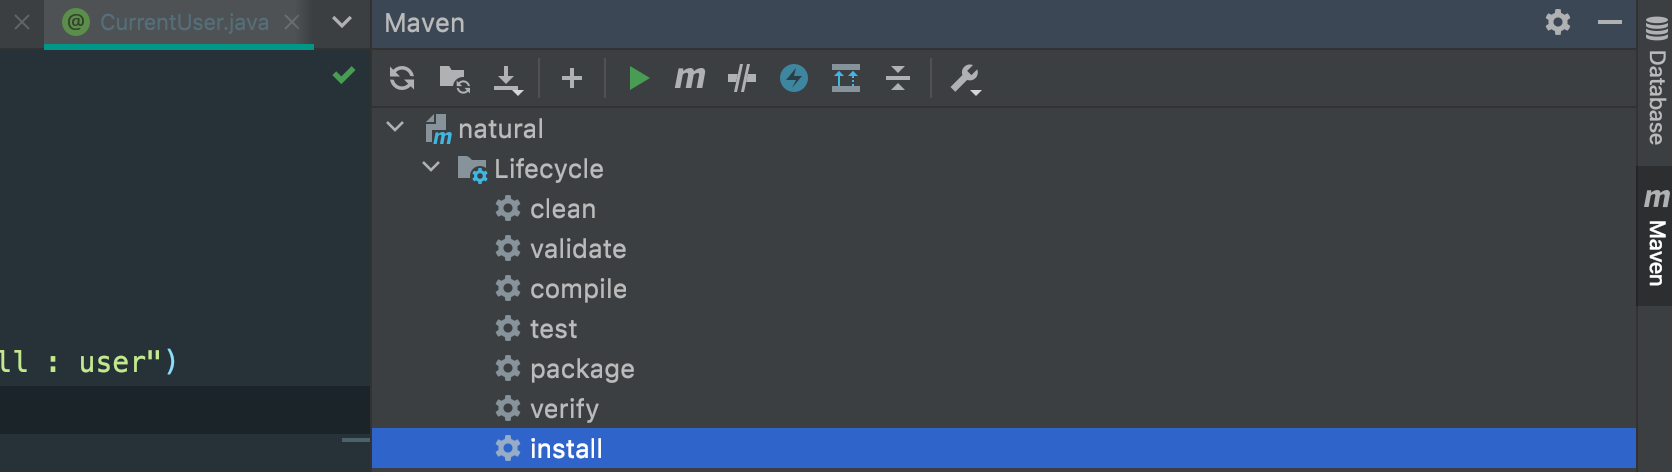 CurrentUser.java
Maven
natural
Lifecycle
clean
validate
compile
test
package
verify
install
ll : user")
Database
Maven